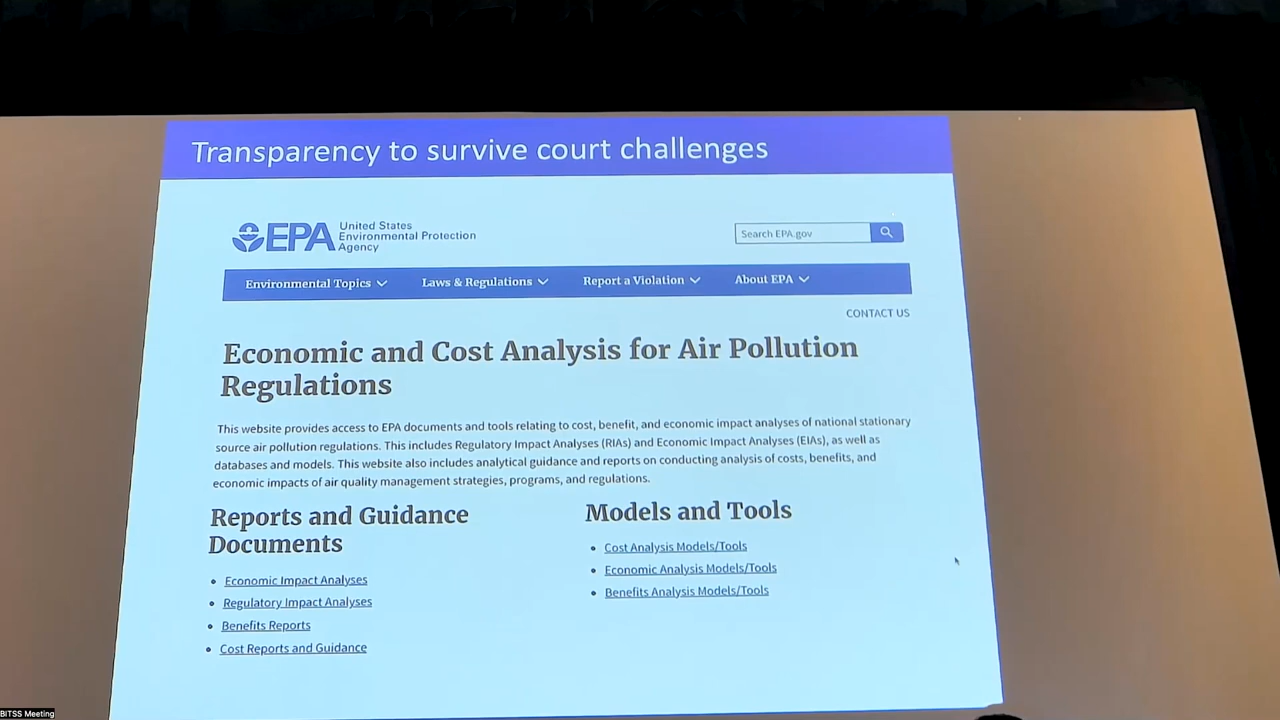 Transparency to survive court challenges
EPA
United States
Environmental Protection
Agency
Search EPA.gov
Environmental Topics
Laws & Regulations
Report a Violation
About EPA
CONTACT US
Economic and Cost Analysis for Air Pollution
Regulations
This website provides access to EPA documents and tools relating to cost, benefit, and economic impact analyses of national stationary
source air pollution regulations. This includes Regulatory Impact Analyses (RIAs) and Economic Impact Analyses (EIAs), as well as
databases and models. This website also includes analytical guidance and reports on conducting analysis of costs, benefits, and
economic impacts of air quality management strategies, programs, and regulations.
Reports and Guidance
Documents
Economic Impact Analyses
Regulatory Impact Analyses
Benefits Reports
Cost Reports and Guidance
Models and Tools
Cost Analysis Models/Tools
Economic Analysis Models/Tools
Benefits Analysis Models/Tools
BITSS Meeting